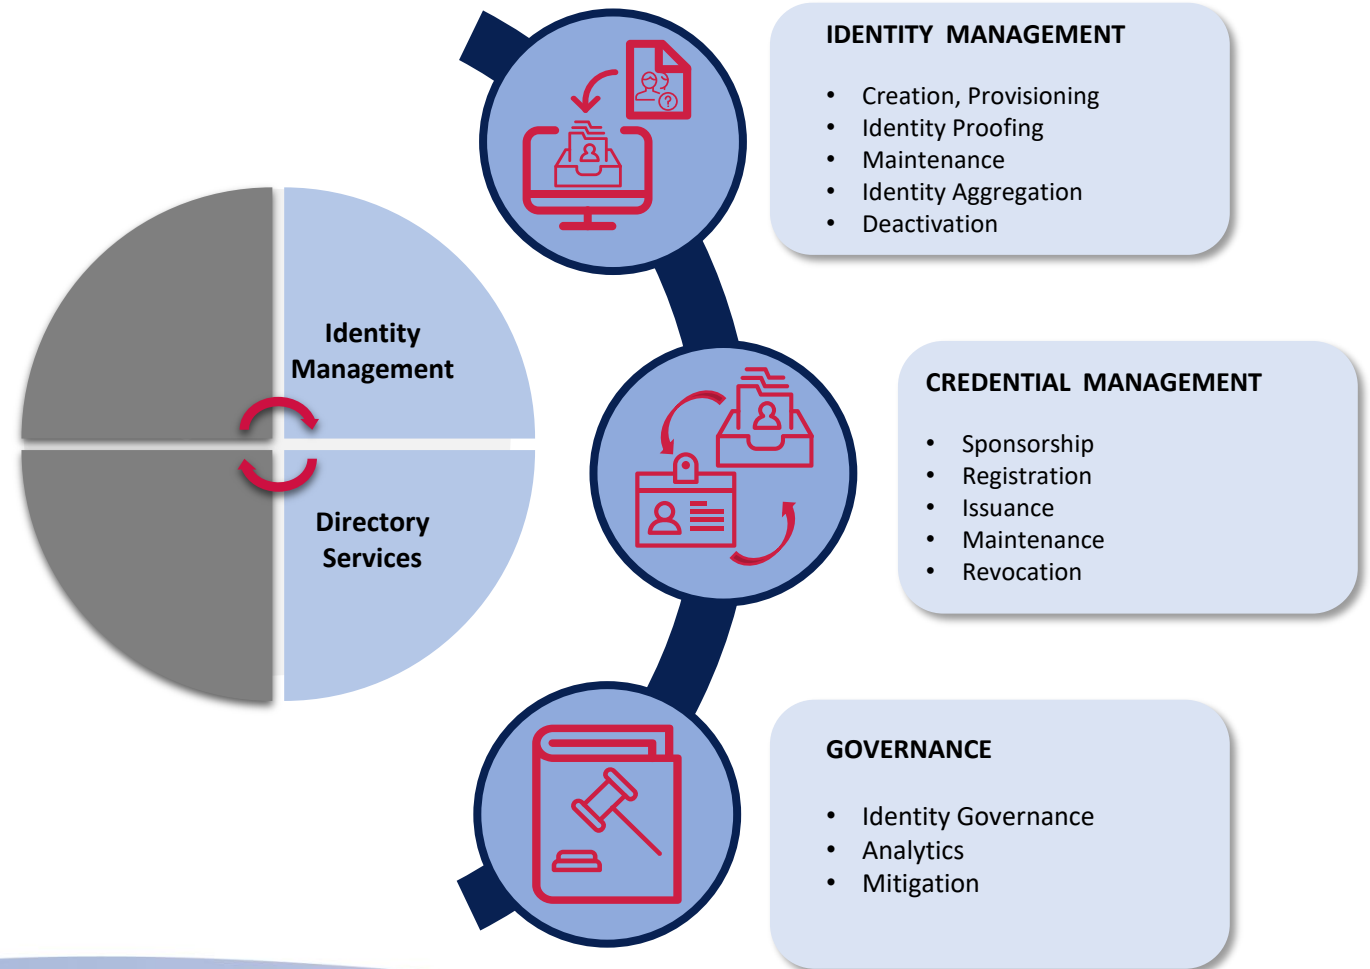 Identity
Management
Directory
Services
IDENTITY MANAGEMENT
• Creation, Provisioning
• Identity Proofing
• Maintenance
• Identity Aggregation
• Deactivation
CREDENTIAL MANAGEMENT
• Sponsorship
• Registration
• Issuance
• Maintenance
• Revocation
GOVERNANCE
• Identity Governance
• Analytics
• Mitigation